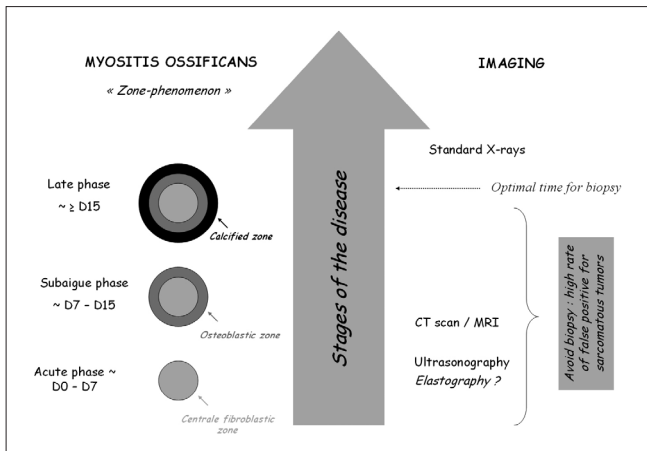 MYOSITIS OSSIFICANS
« Zone-phenomenon »
Late phase
~ ≥ D15
Calcified zone
Subaigue phase
~ D7 – D15
Osteoblastic zone
Acute phase ~
D0 – D7
Centrale fibroblastic
zone
Stages of the disease
IMAGING
Standard X-rays
Optimal time for biopsy
CT scan / MRI
Ultrasonography
Elastography ?
Avoid biopsy : high rate
of false positive for
sarcomatous tumors